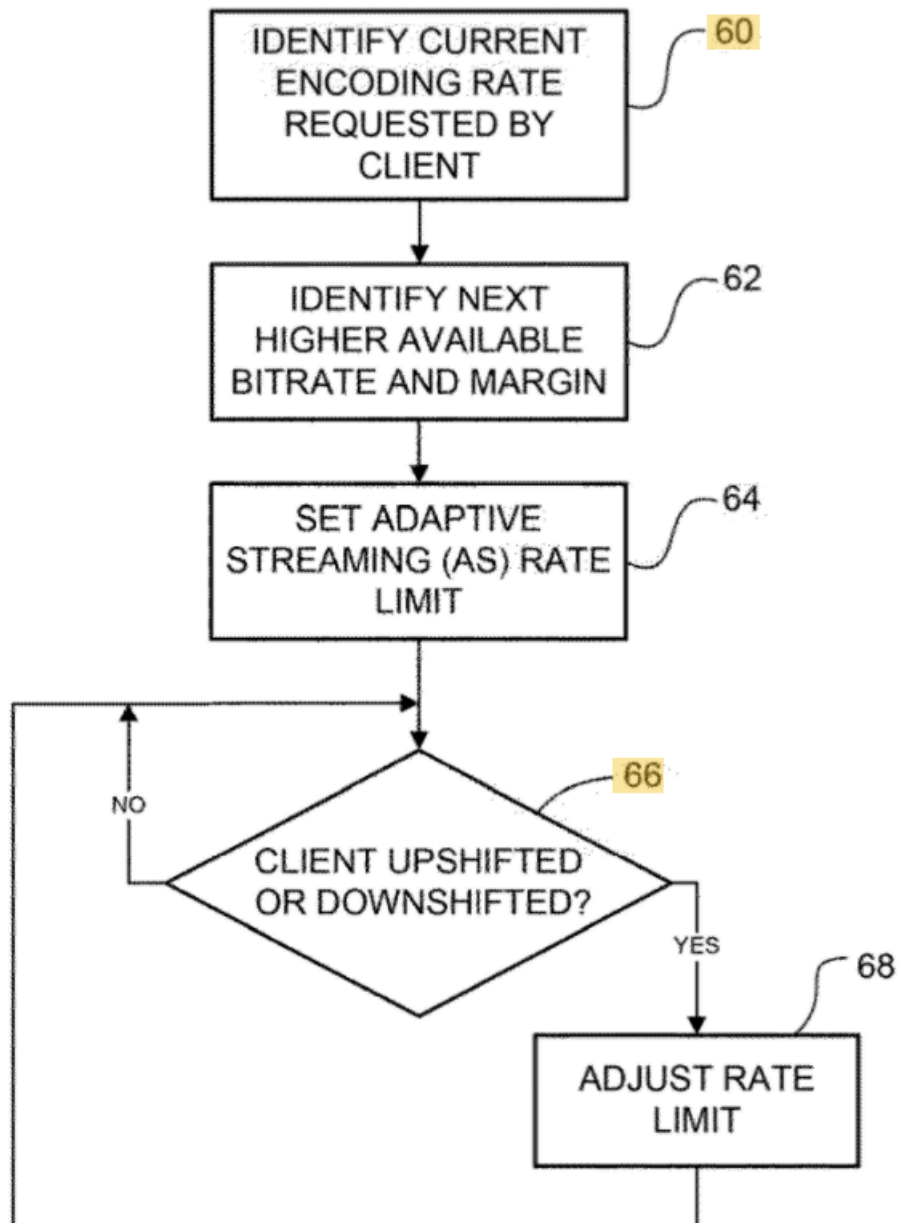 IDENTIFY CURRENT
ENCODING RATE
REQUESTED BY
CLIENT
60
IDENTIFY NEXT
HIGHER AVAILABLE
BITRATE AND MARGIN
62
SET ADAPTIVE
STREAMING (AS) RATE
LIMIT
64
NO
66
CLIENT UPSHIFTED
OR DOWNSHIFTED?
YES
68
ADJUST RATE
LIMIT